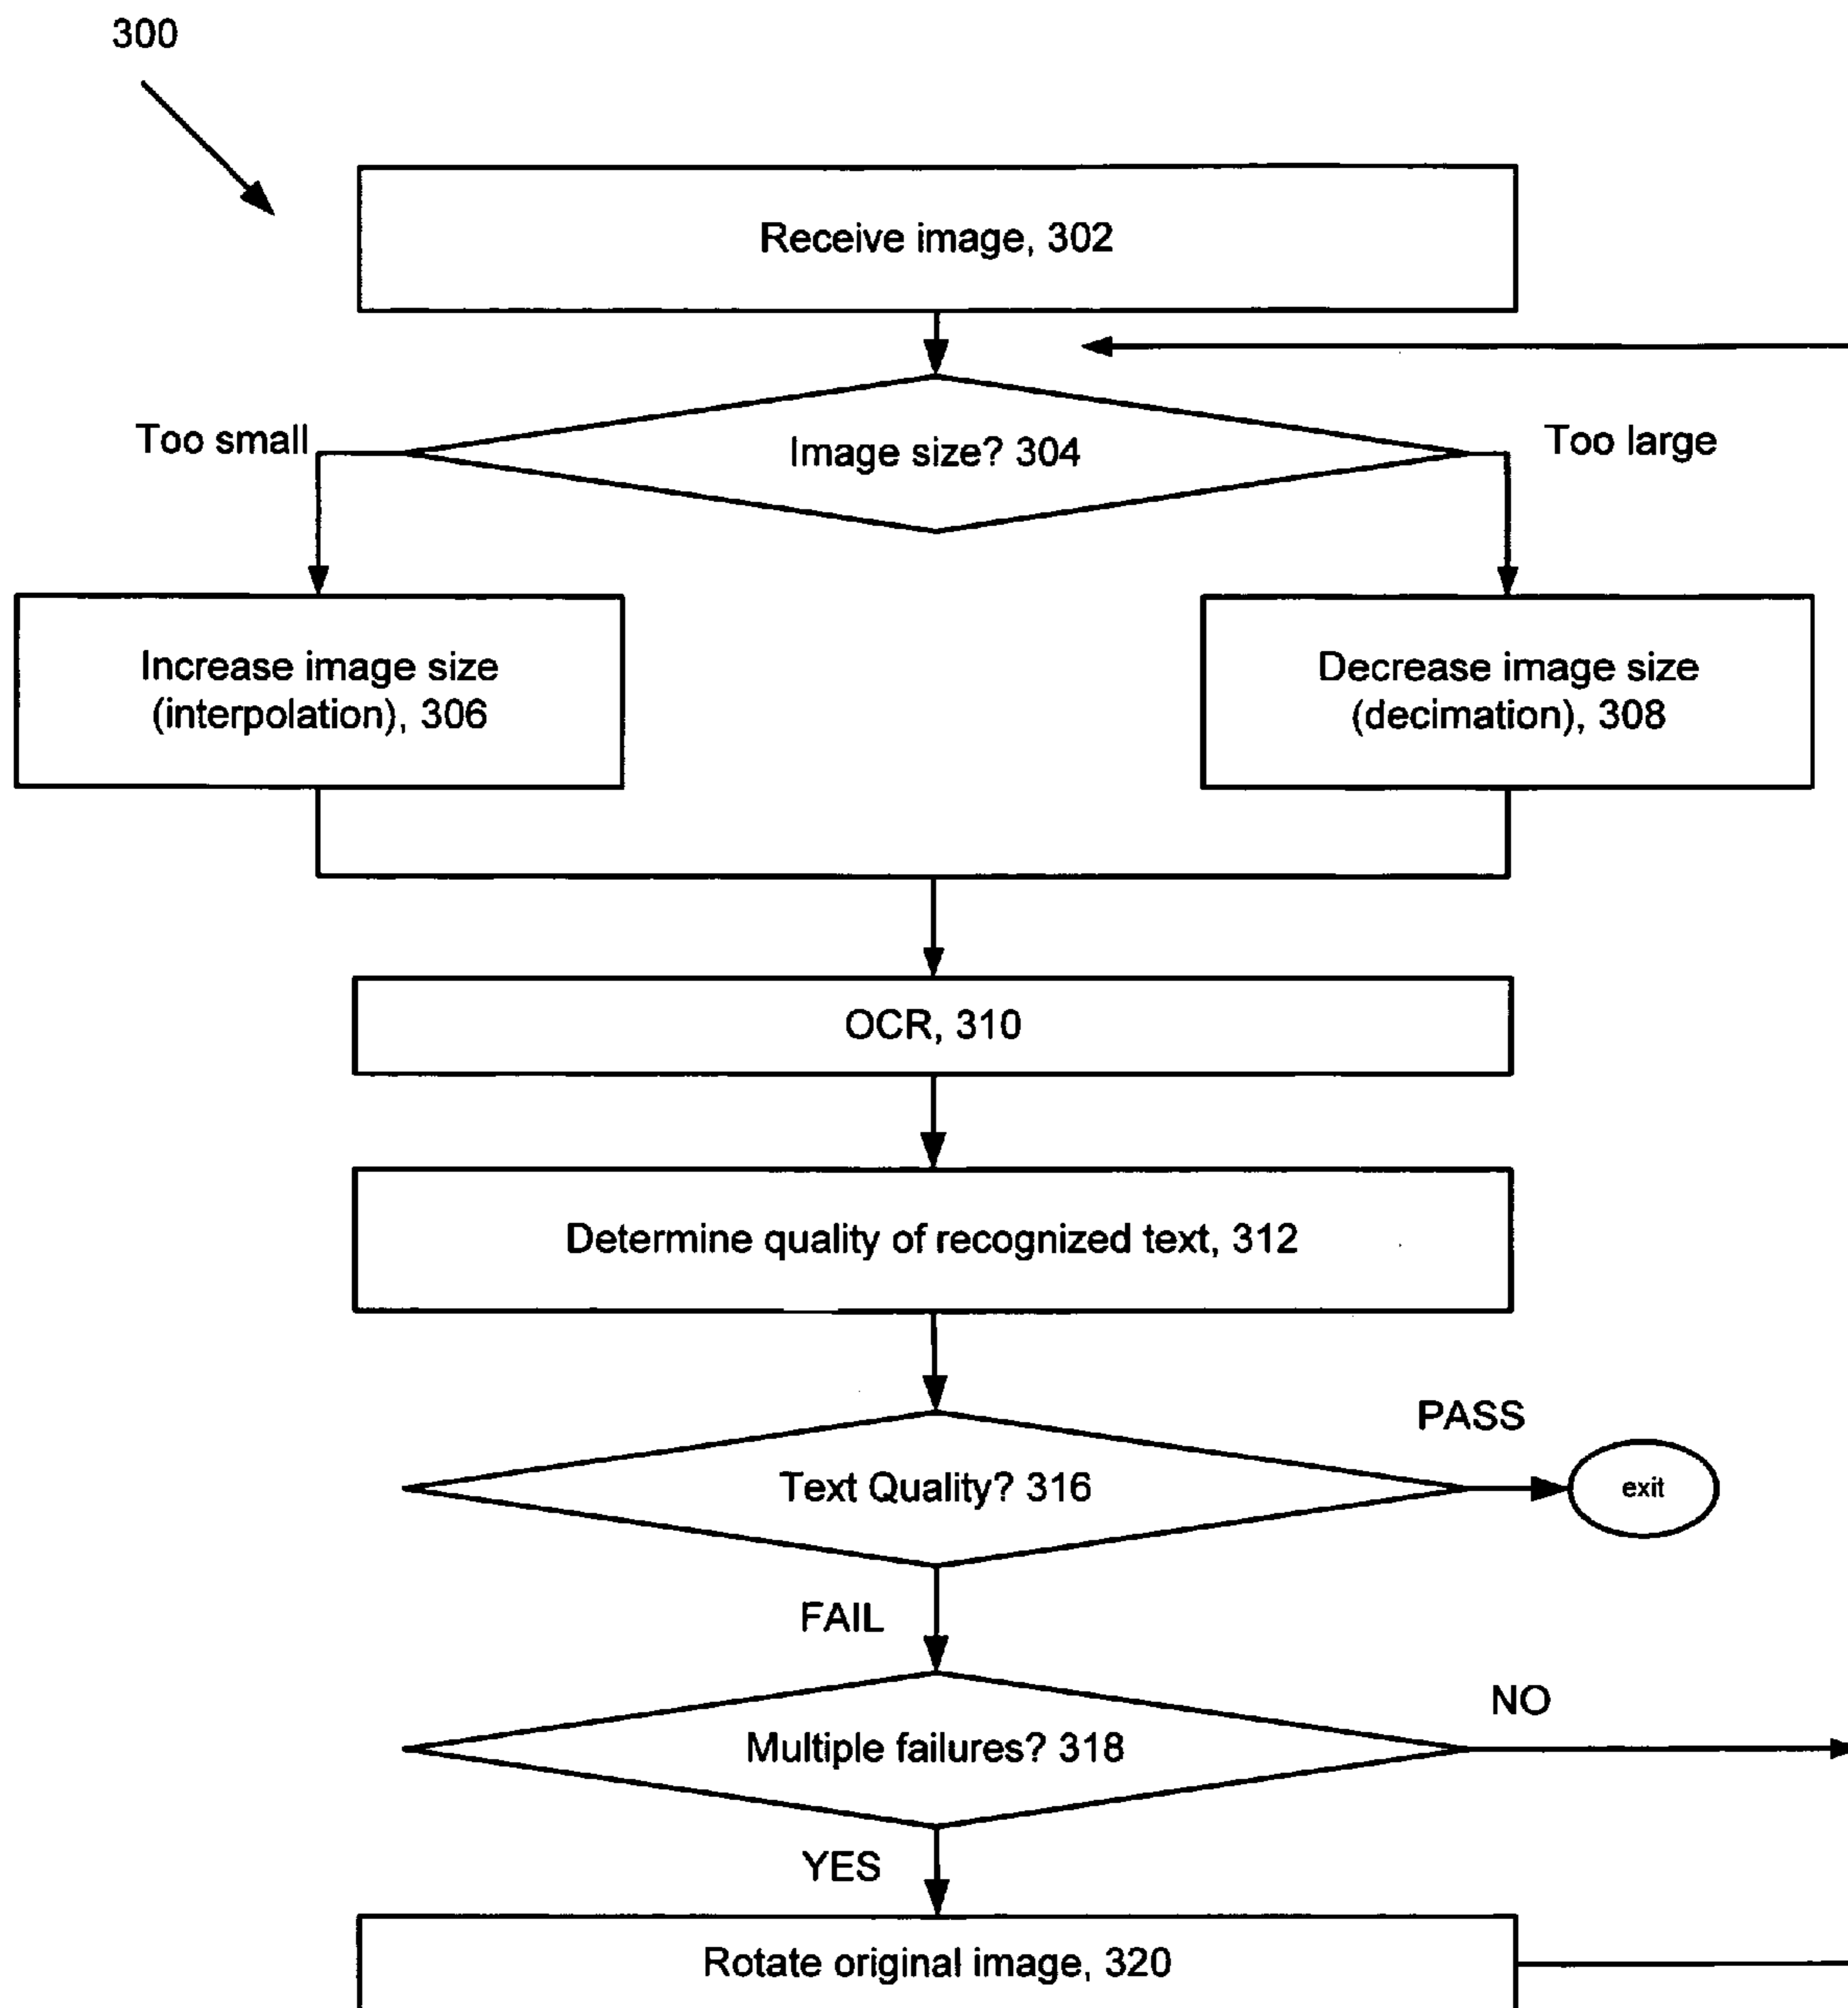 300
Receive image, 302
Too small
Image size? 304
Too large
Increase image size
(interpolation), 306
Decrease image size
(decimation), 308
OCR, 310
Determine quality of recognized text, 312
PASS
Text Quality? 316
exit
FAIL
NO
Multiple failures? 318
YES
Rotate original image, 320